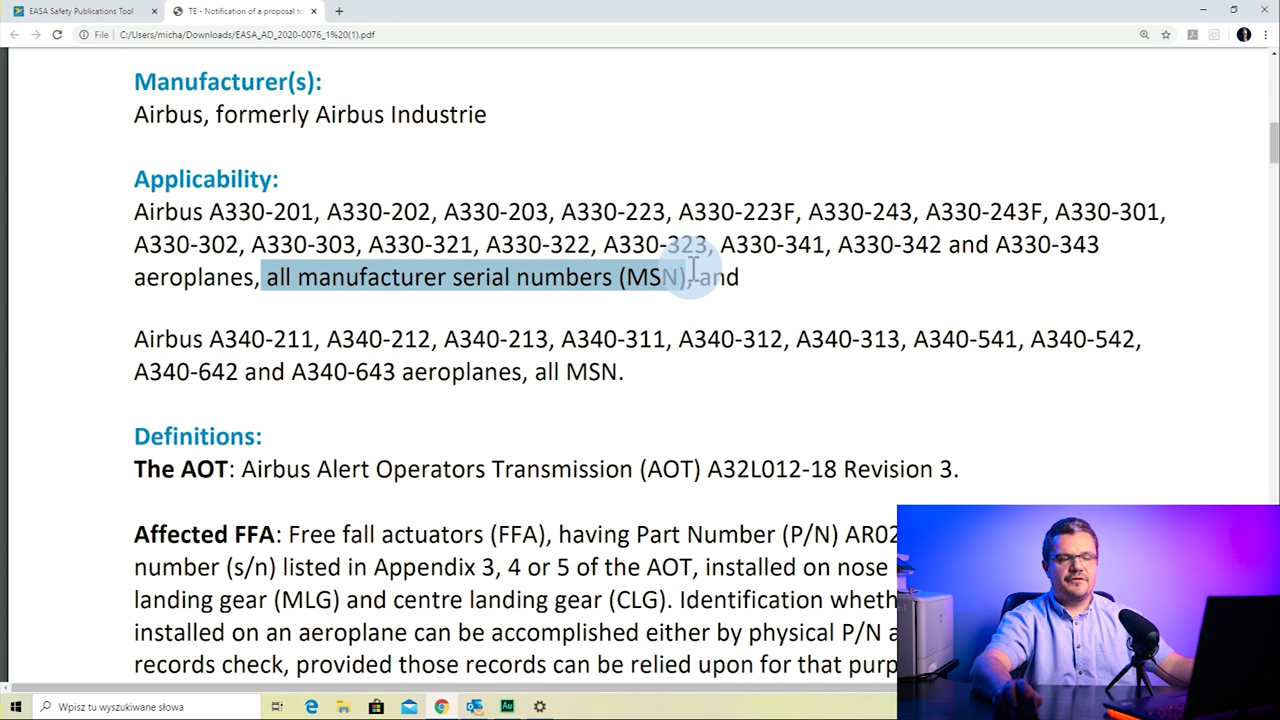 EASA Safety Publications Tool
TE - Notification of a proposal to
File
C:/Users/micha/Downloads/EASA_AD_2020-0076_1%20(1).pdf
Manufacturer(s):
Airbus, formerly Airbus Industrie
Applicability:
Airbus A330-201, A330-202, A330-203, A330-223, A330-223F, A330-243, A330-243F, A330-301,
A330-302, A330-303, A330-321, A330-322, A330-323, A330-341, A330-342 and A330-343
aeroplanes, all manufacturer serial numbers (MSN), and
Airbus A340-211, A340-212, A340-213, A340-311, A340-312, A340-313, A340-541, A340-542,
A340-642 and A340-643 aeroplanes, all MSN.
Definitions:
The AOT: Airbus Alert Operators Transmission (AOT) A32L012-18 Revision 3.
Affected FFA: Free fall actuators (FFA), having Part Number (P/N) AR02
number (s/n) listed in Appendix 3, 4 or 5 of the AOT, installed on nose
landing gear (MLG) and centre landing gear (CLG). Identification wheth
installed on an aeroplane can be accomplished either by physical P/N a
records check, provided those records can be relied upon for that purp
Wpisz tu wyszukiwane słowa
Au